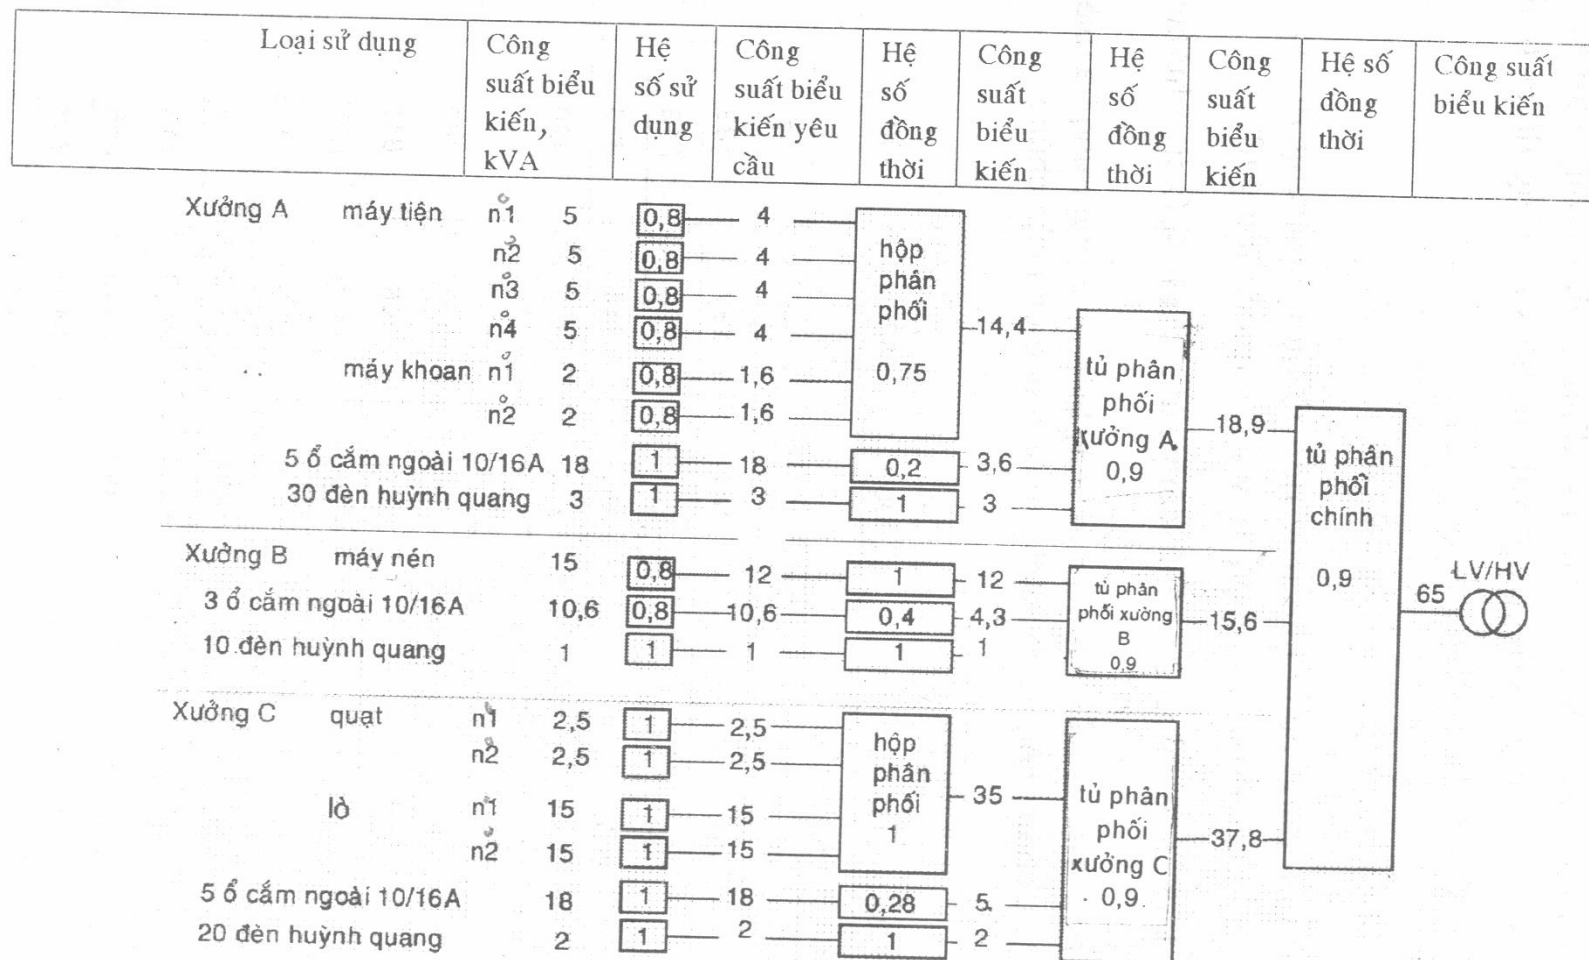 Loại sử dụng
Công suất biểu kiến, kVA
Hệ số sử dụng
Công suất biểu kiến yêu cầu
Hệ số đồng thời
Công suất biểu kiến
Hệ số đồng thời
Công suất biểu kiến
Hệ số đồng thời
Công suất biểu kiến
Xưởng A máy tiện n°1 5 0,8 4
n°2 5 0,8 4
n°3 5 0,8 4
n°4 5 0,8 4
máy khoan n°1 2 0,8 1,6
n°2 2 0,8 1,6
hộp phân phối 0,75
14,4
5 ổ cắm ngoài 10/16A 18 1 18 0,2 3,6
30 đèn huỳnh quang 3 1 3 1 3
tủ phân phối xưởng A 0,9
18,9
Xưởng B máy nén 15 0,8 12 1 12
3 ổ cắm ngoài 10/16A 10,6 0,8 10,6 0,4 4,3
10 đèn huỳnh quang 1 1 1 1 1
tủ phân phối xưởng B 0,9
15,6
Xưởng C quạt n°1 2,5 1 2,5
n°2 2,5 1 2,5
lò n°1 15 1 15
n°2 15 1 15
hộp phân phối 1
35
5 ổ cắm ngoài 10/16A 18 1 18 0,28 5
20 đèn huỳnh quang 2 1 2 1 2
tủ phân phối xưởng C 0,9
37,8
tủ phân phối chính 0,9
65
LV/HV